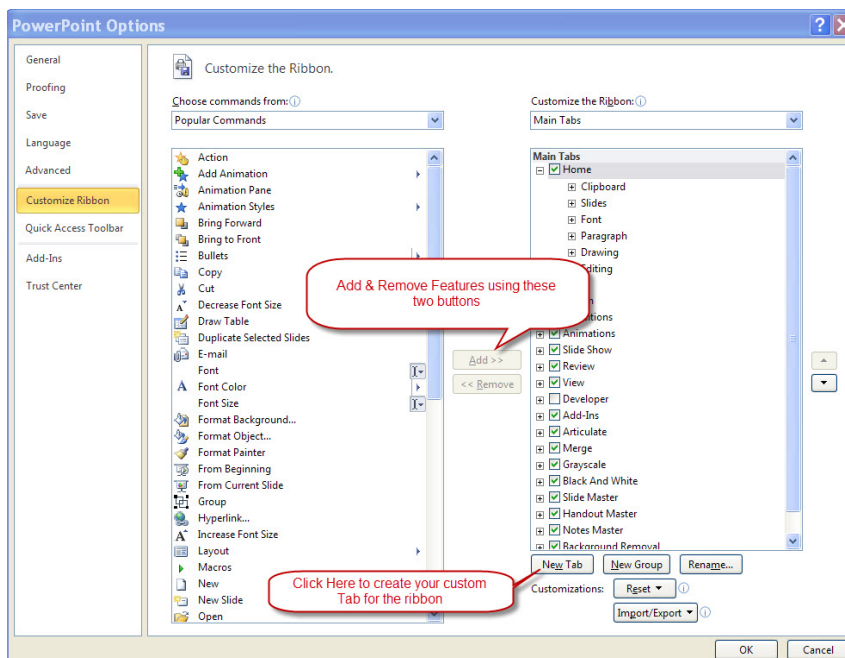 PowerPoint Options
General
Proofing
Save
Language
Advanced
Customize Ribbon
Quick Access Toolbar
Add-Ins
Trust Center
Customize the Ribbon.
Choose commands from:
Popular Commands
Action
Add Animation
Animation Pane
Animation Styles
Bring Forward
Bring to Front
Bullets
Copy
Cut
Decrease Font Size
Draw Table
Duplicate Selected Slides
E-mail
Font
Font Color
Font Size
Format Background...
Format Object...
Format Painter
From Beginning
From Current Slide
Group
Hyperlink...
Increase Font Size
Layout
Macros
New
New Slide
Open
Add & Remove Features using these
two buttons
Add >>
<< Remove
Click Here to create your custom
Tab for the ribbon
Customize the Ribbon:
Main Tabs
Main Tabs
Home
Clipboard
Slides
Font
Paragraph
Drawing
Editing
Animations
Slide Show
Review
View
Developer
Add-Ins
Articulate
Merge
Grayscale
Black And White
Slide Master
Handout Master
Notes Master
Background Removal
New Tab
New Group
Rename...
Customizations:
Reset
Import/Export
OK
Cancel